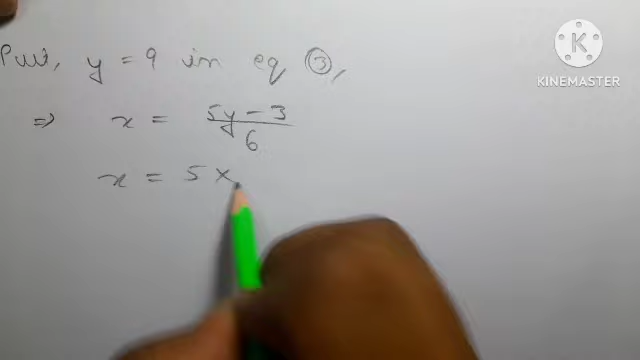 Put, y = 9 in eq ③,
⇒ x = (5y - 3)/6
x = 5 ×
K
KINEMASTER